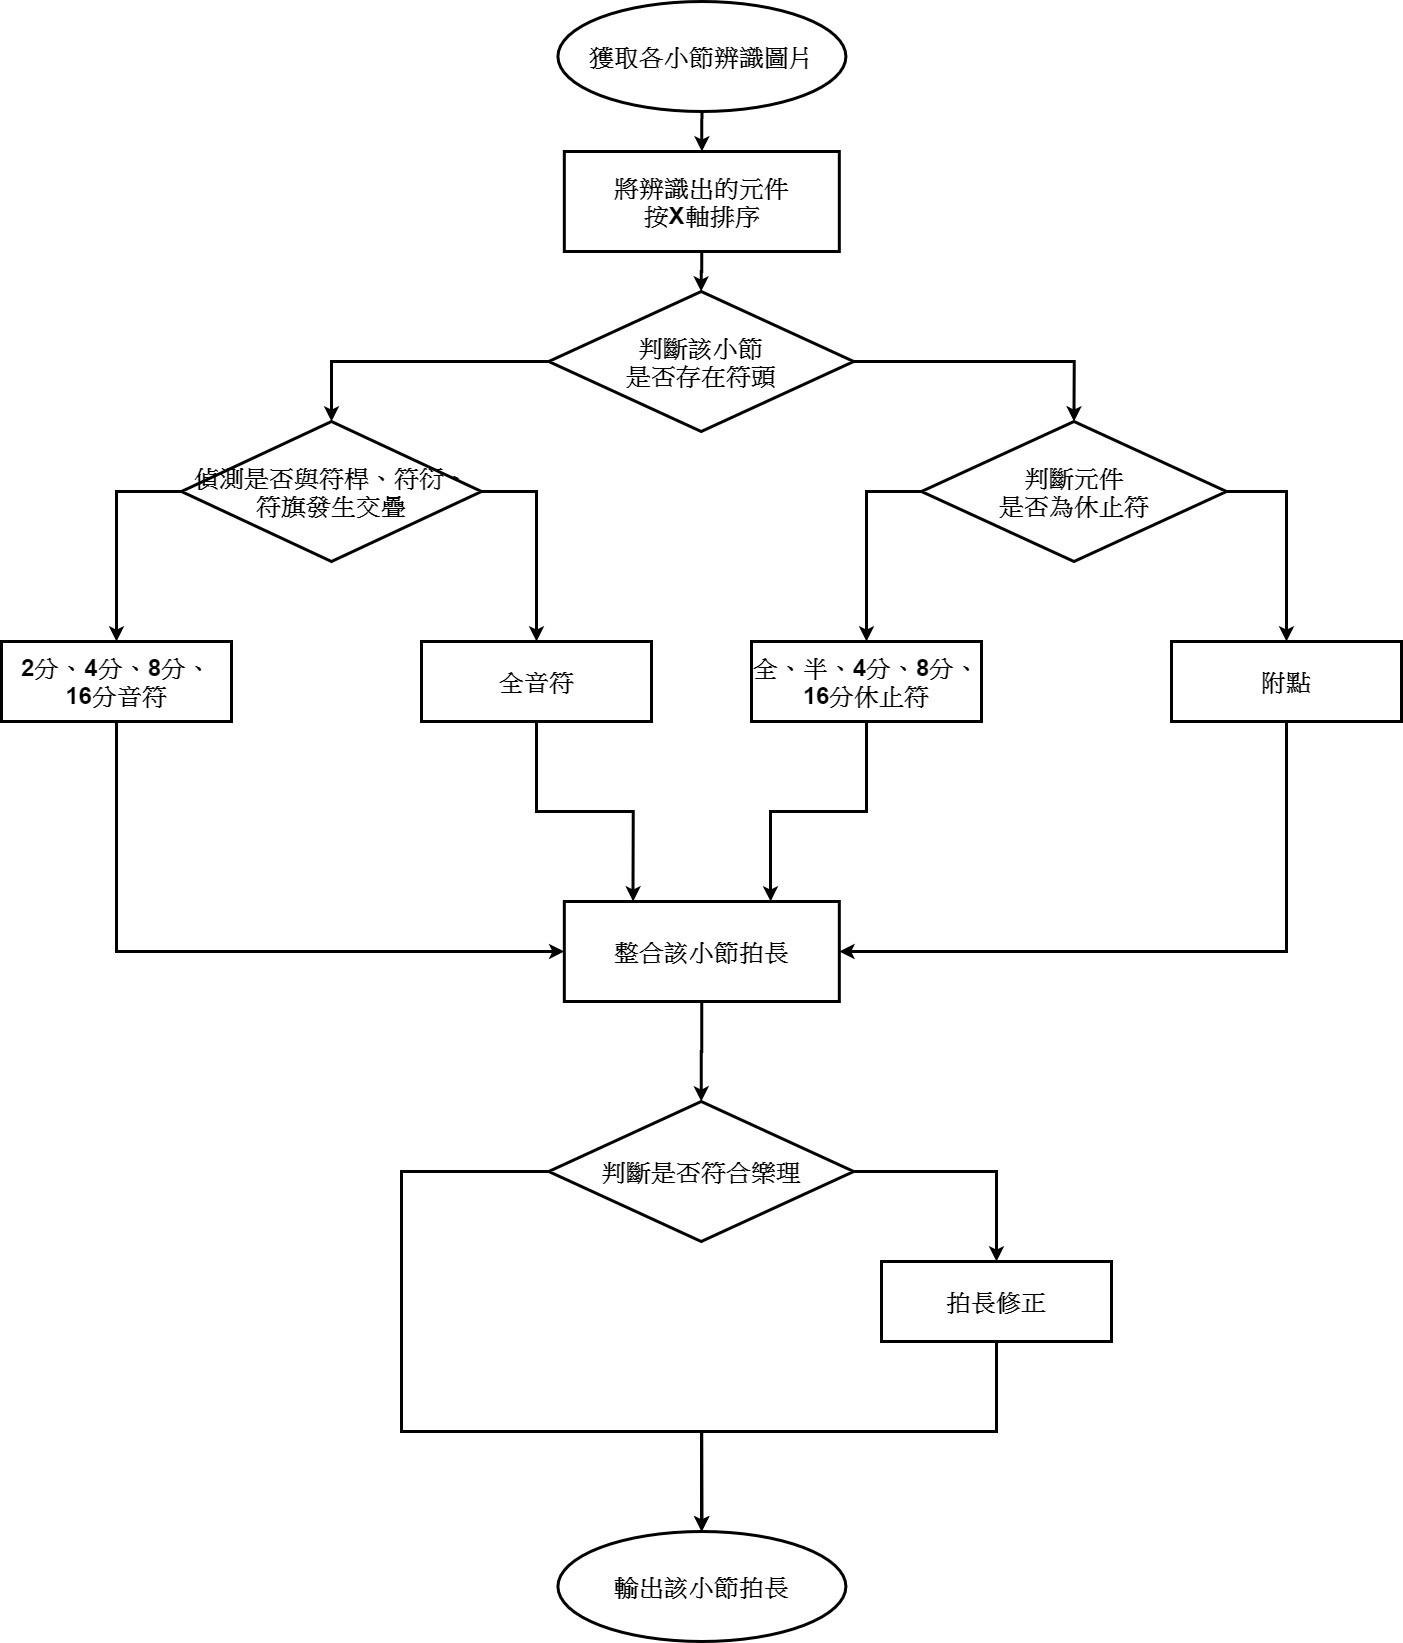 獲取各小節辨識圖片
將辨識出的元件
按X軸排序
判斷該小節
是否存在符頭
偵測是否與符桿、符衍、
符旗發生交疊
判斷元件
是否為休止符
2分、4分、8分、
16分音符
全音符
全、半、4分、8分、
16分休止符
附點
整合該小節拍長
判斷是否符合樂理
拍長修正
輸出該小節拍長